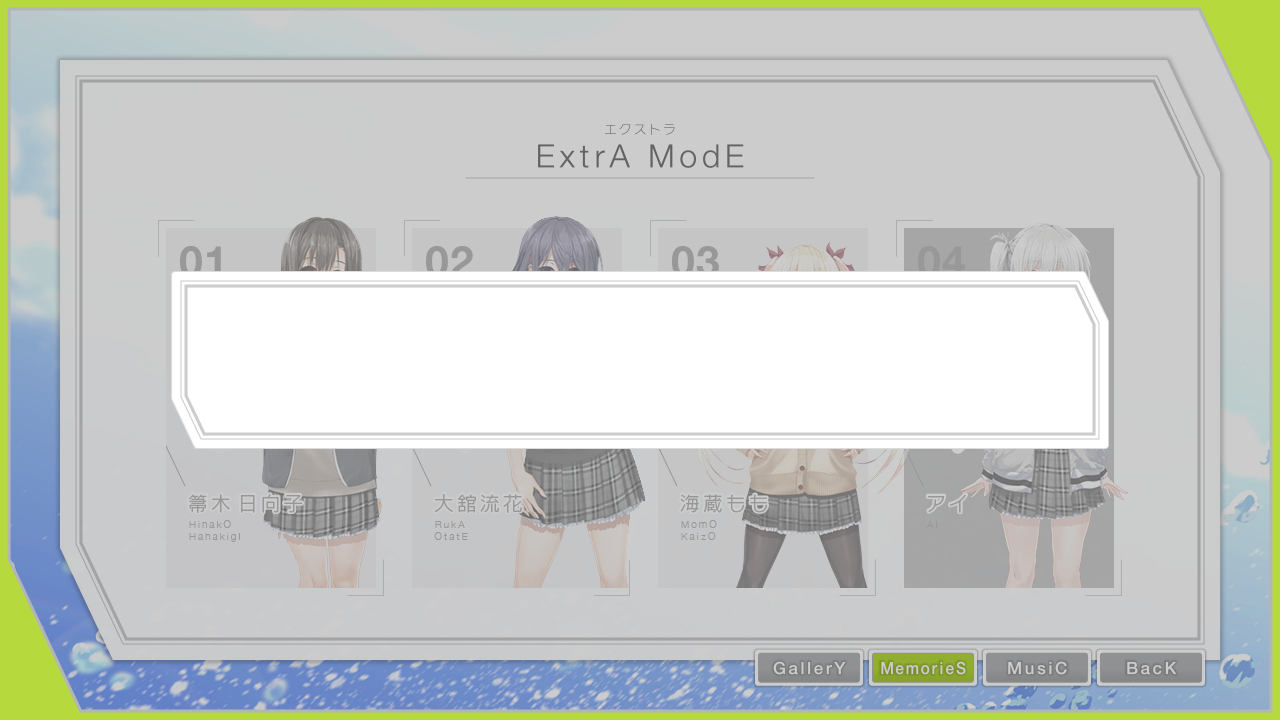 エクストラ
ExtrA ModE
01
02
03
04
箒木日向子
HinakO
HahakigI
大舘流花
RukA
OtatE
海蔵もも
MomO
KaizO
アイ
AI
GallerY
MemorieS
MusiC
BacK